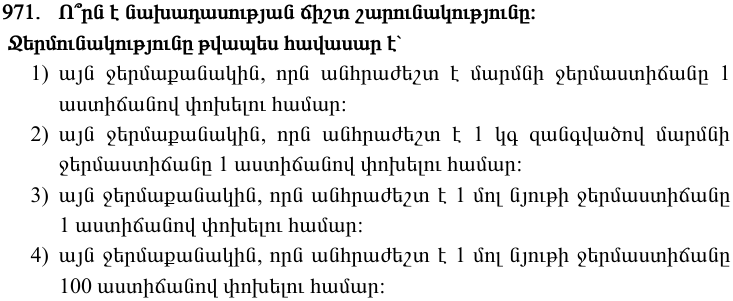 971. Ո՞րն է նախադասության ճիշտ շարունակությունը:
Ջերմունակությունը թվապես հավասար է՝
1) այն ջերմաքանակին, որն անհրաժեշտ է մարմնի ջերմաստիճանը 1
աստիճանով փոխելու համար:
2) այն ջերմաքանակին, որն անհրաժեշտ է 1 կգ զանգվածով մարմնի
ջերմաստիճանը 1 աստիճանով փոխելու համար:
3) այն ջերմաքանակին, որն անհրաժեշտ է 1 մոլ նյութի ջերմաստիճանը
1 աստիճանով փոխելու համար:
4) այն ջերմաքանակին, որն անհրաժեշտ է 1 մոլ նյութի ջերմաստիճանը
100 աստիճանով փոխելու համար: